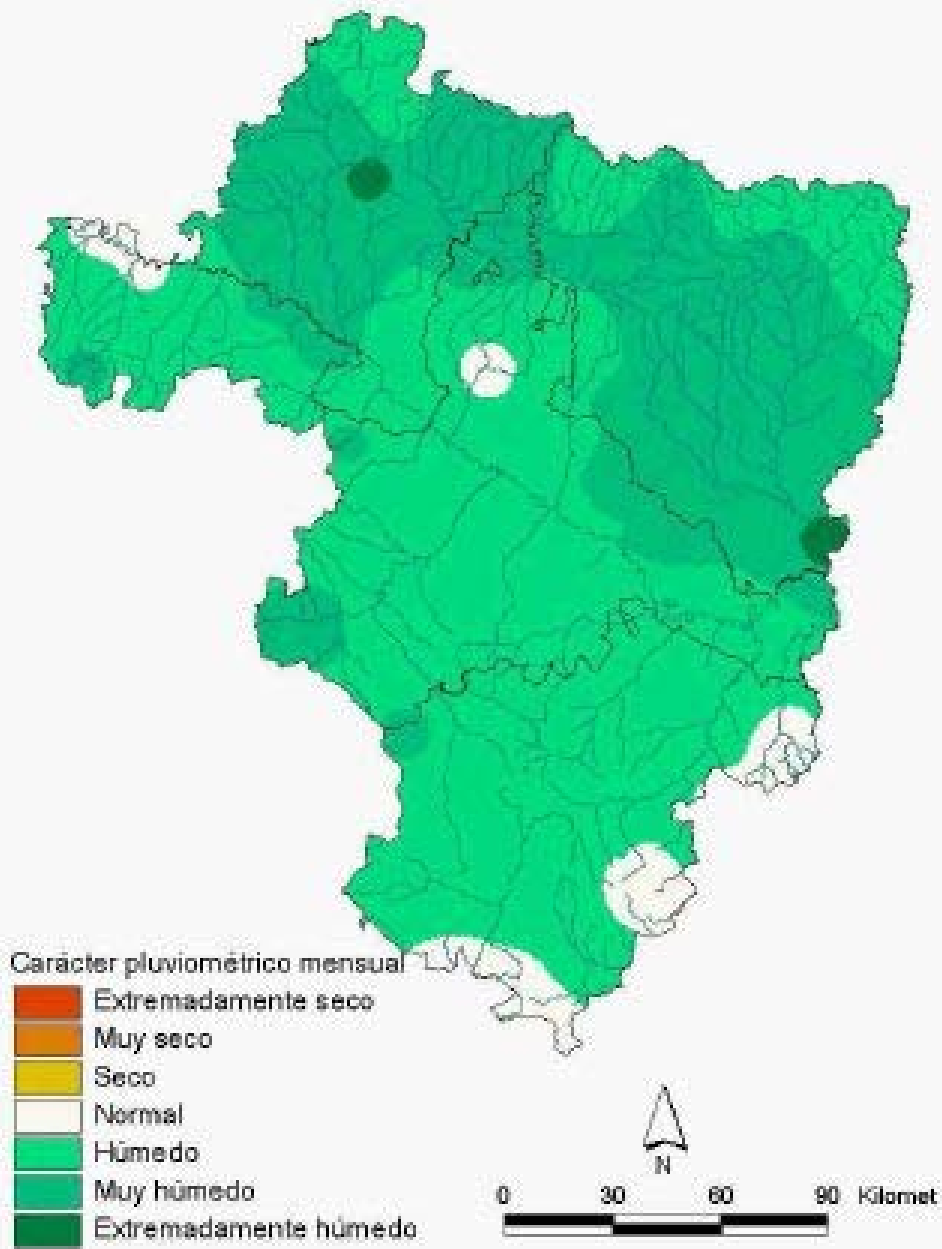 Carácter pluviométrico mensual
Extremadamente seco
Muy seco
Seco
Normal
Húmedo
Muy húmedo
Extremadamente húmedo
N
0 30 60 90 Kilomet